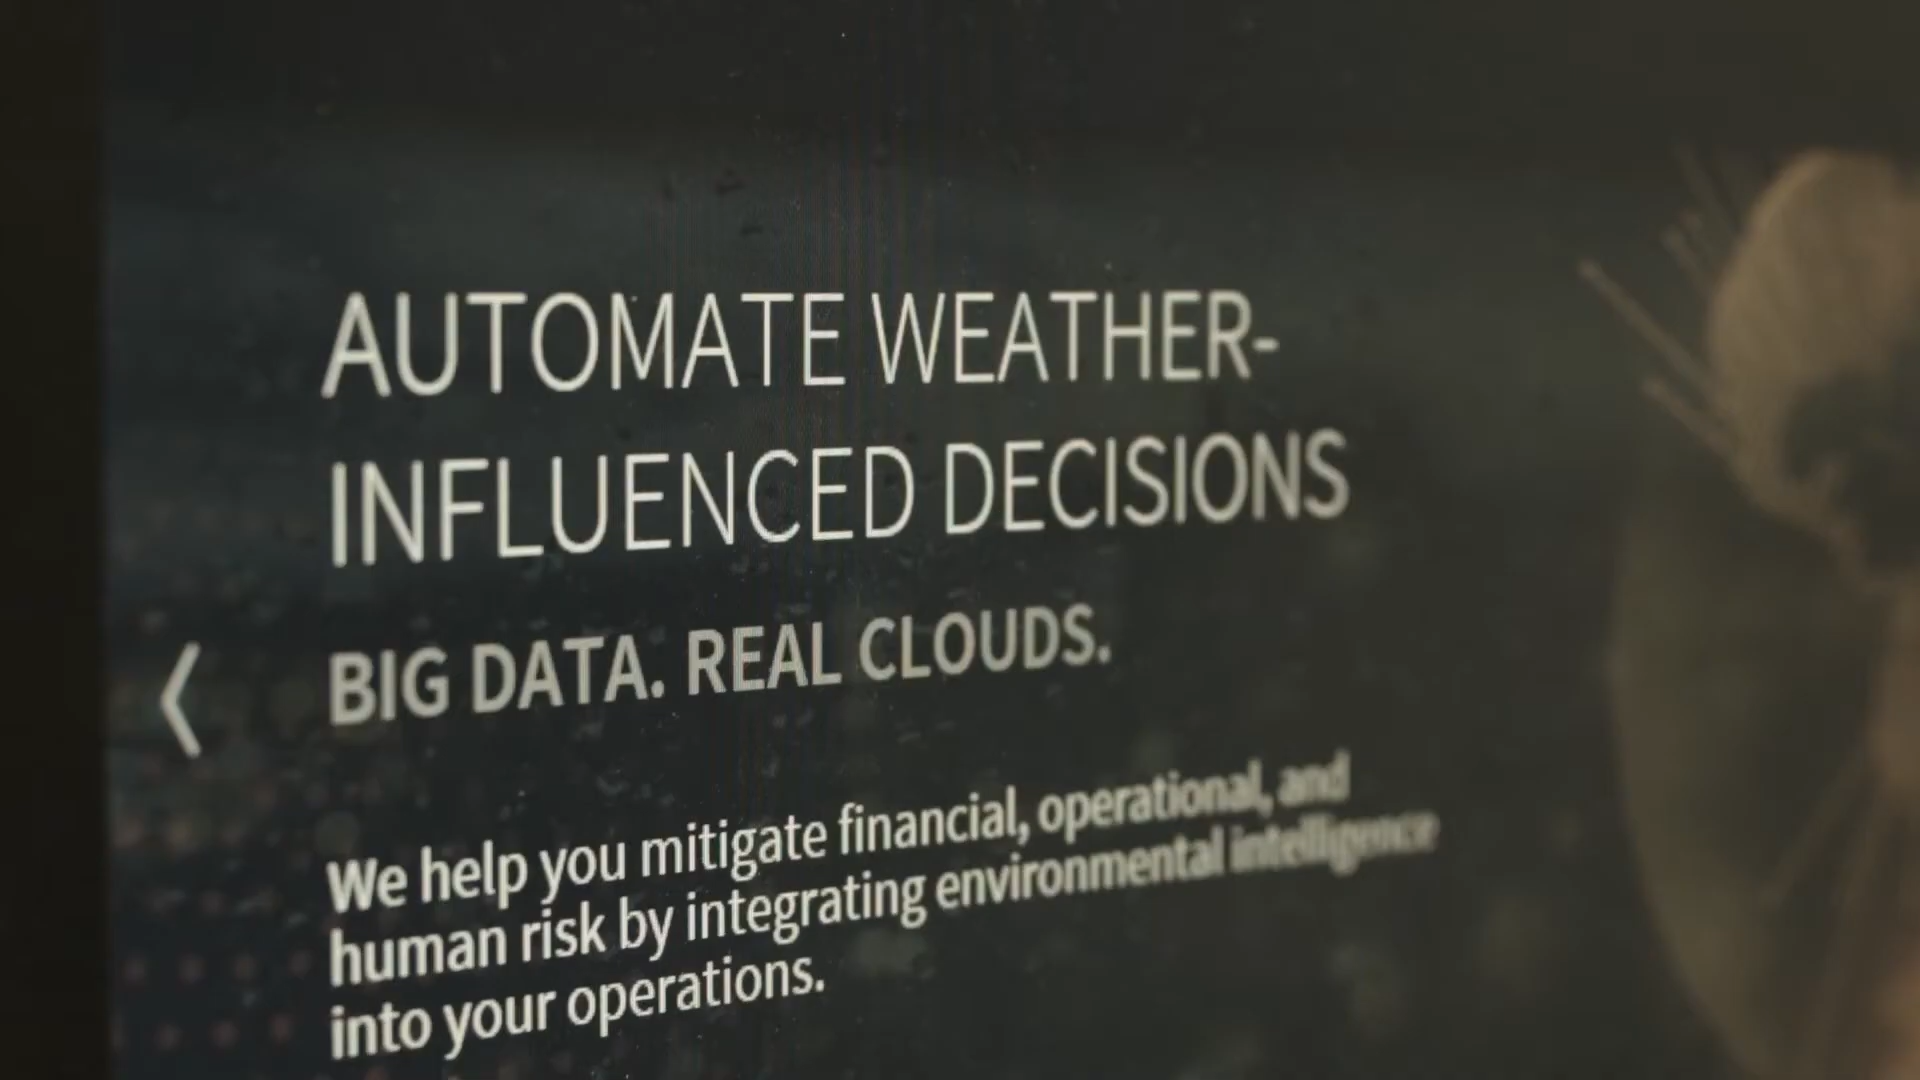 AUTOMATE WEATHER-
INFLUENCED DECISIONS
BIG DATA. REAL CLOUDS.
We help you mitigate financial, operational, and
human risk by integrating environmental intelligence
into your operations.